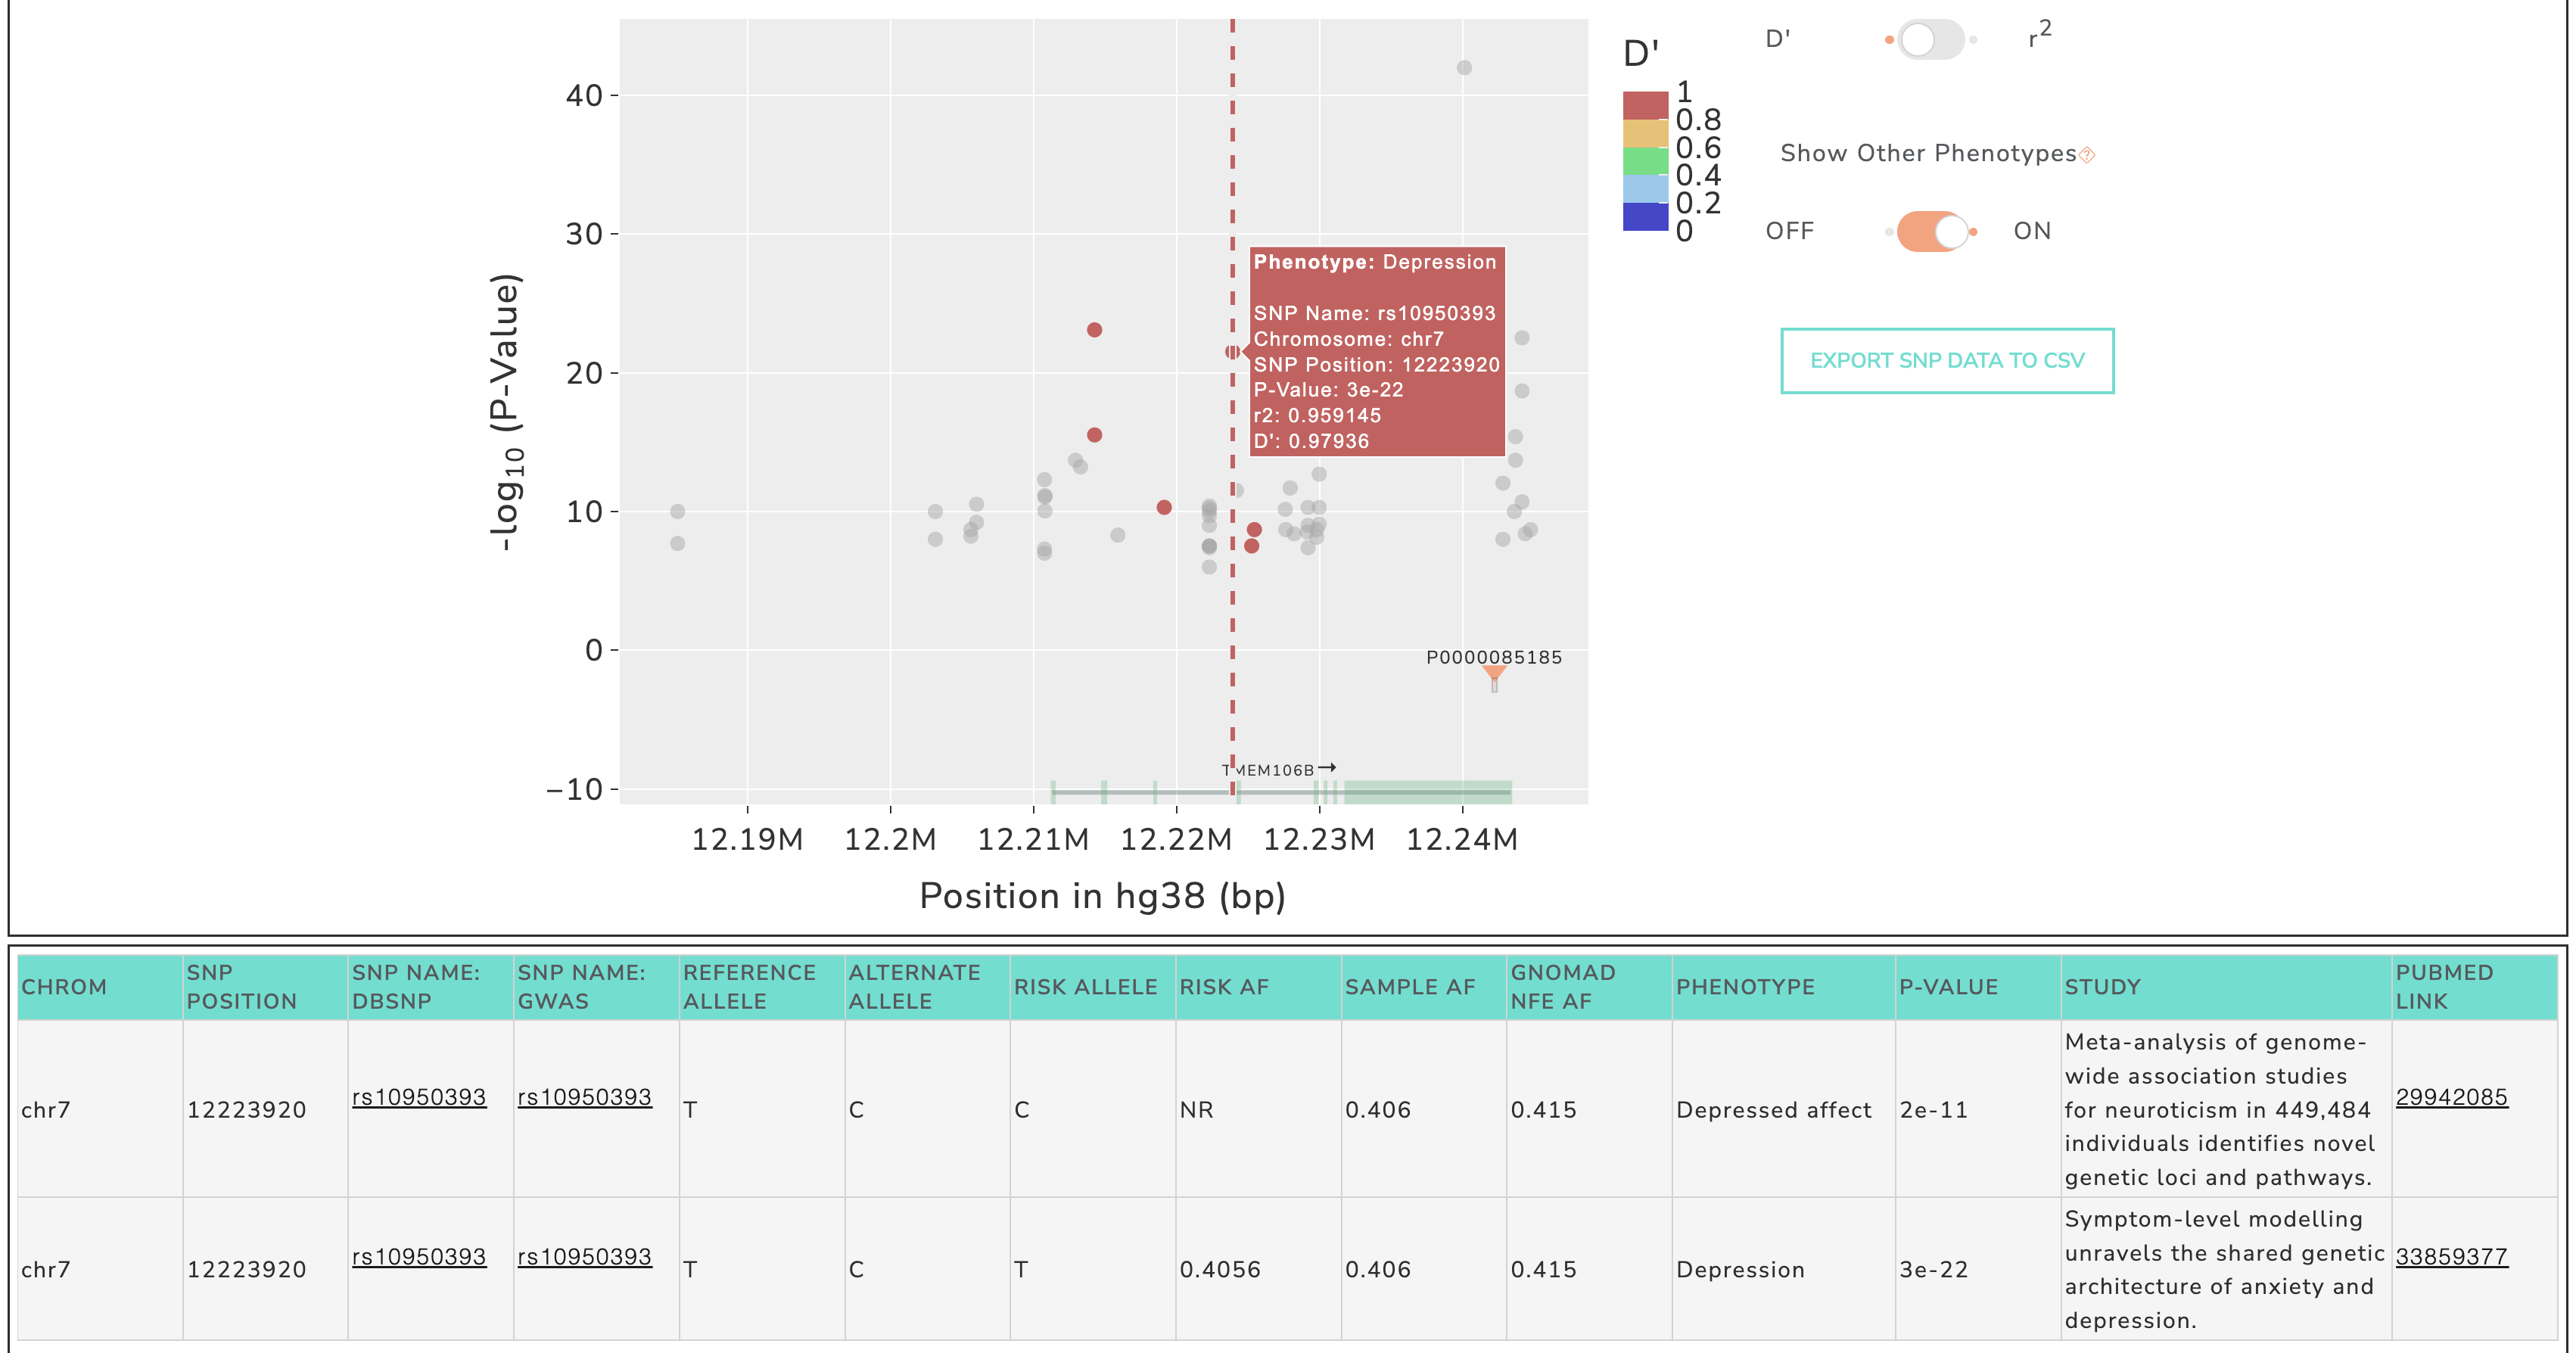 40
30
20
10
0
−10
-log10 (P-Value)
12.19M 12.2M 12.21M 12.22M 12.23M 12.24M
Position in hg38 (bp)
P0000085185
TMEM106B→
Phenotype: Depression
SNP Name: rs10950393
Chromosome: chr7
SNP Position: 12223920
P-Value: 3e-22
r2: 0.959145
D': 0.97936
D'
1
0.8
0.6
0.4
0.2
0
D' r2
Show Other Phenotypes
OFF ON
EXPORT SNP DATA TO CSV
CHROM
SNP
POSITION
SNP NAME:
DBSNP
SNP NAME:
GWAS
REFERENCE
ALLELE
ALTERNATE
ALLELE
RISK ALLELE
RISK AF
SAMPLE AF
GNOMAD
NFE AF
PHENOTYPE
P-VALUE
STUDY
PUBMED
LINK
chr7
12223920
rs10950393
rs10950393
T
C
C
NR
0.406
0.415
Depressed affect
2e-11
Meta-analysis of genome-
wide association studies
for neuroticism in 449,484
individuals identifies novel
genetic loci and pathways.
29942085
chr7
12223920
rs10950393
rs10950393
T
C
T
0.4056
0.406
0.415
Depression
3e-22
Symptom-level modelling
unravels the shared genetic
architecture of anxiety and
depression.
33859377